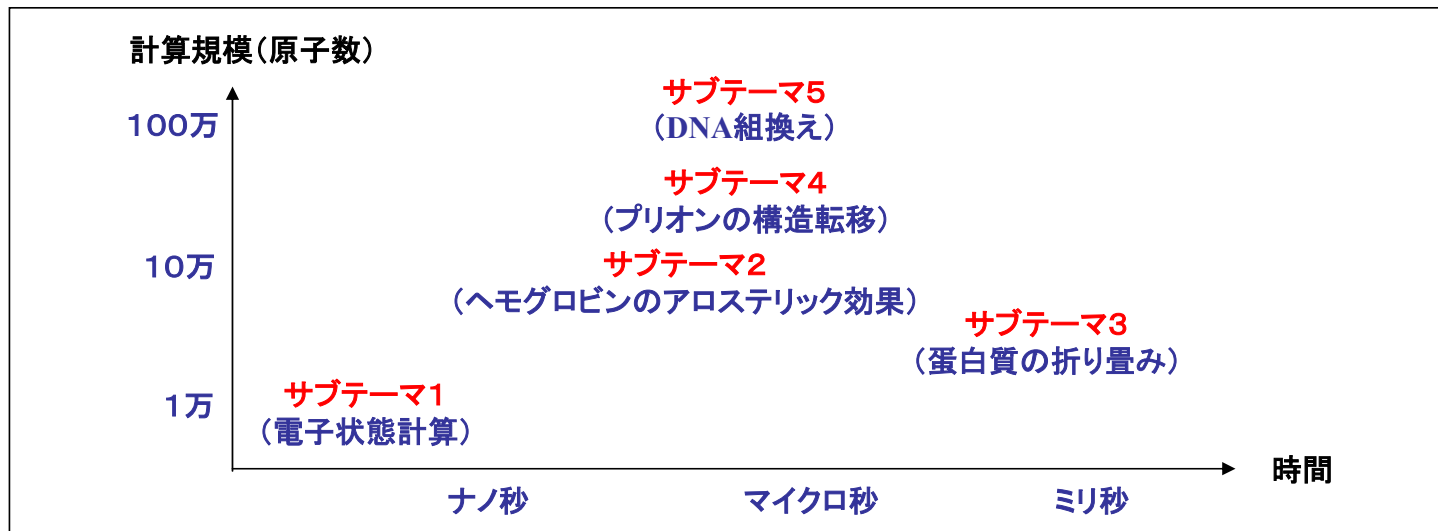 計算規模（原子数）
サブテーマ5
100万
（DNA組換え）
サブテーマ4
（プリオンの構造転移）
10万
サブテーマ2
（ヘモグロビンのアロステリック効果）
サブテーマ3
（蛋白質の折り畳み）
1万
サブテーマ1
（電子状態計算）
時間
ナノ秒
マイクロ秒
ミリ秒